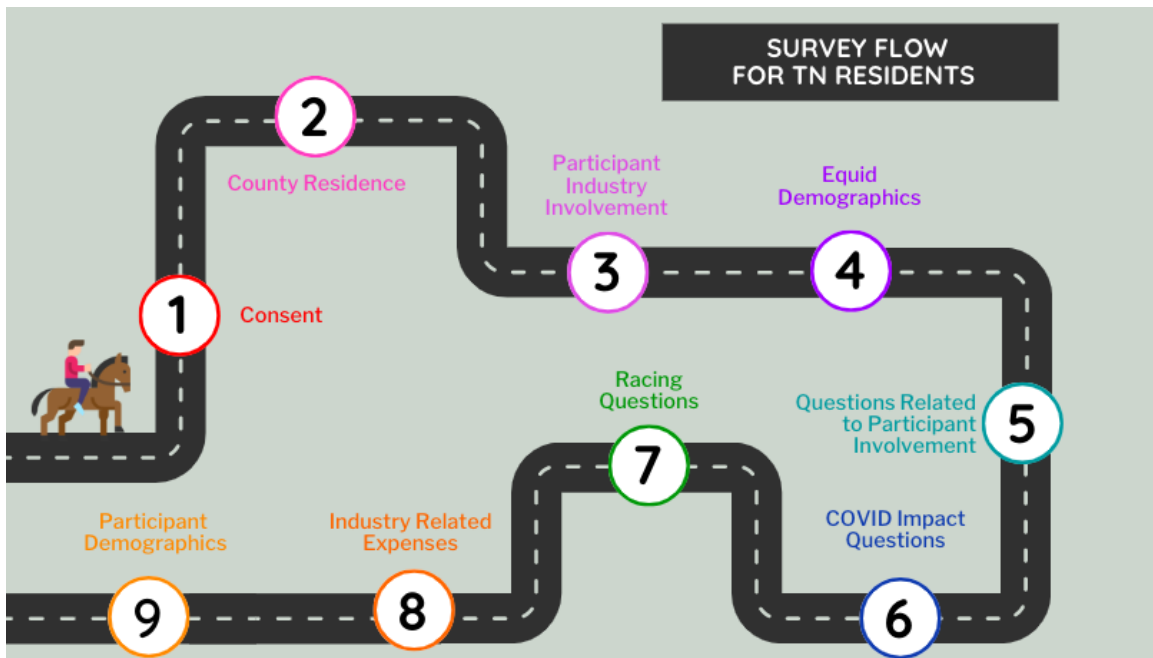 SURVEY FLOW
FOR TN RESIDENTS
1
Consent
2
County Residence
Participant
Industry
Involvement
3
Equid
Demographics
4
Questions Related
to Participant
Involvement
5
COVID Impact
Questions
6
Racing
Questions
7
Industry Related
Expenses
8
Participant
Demographics
9